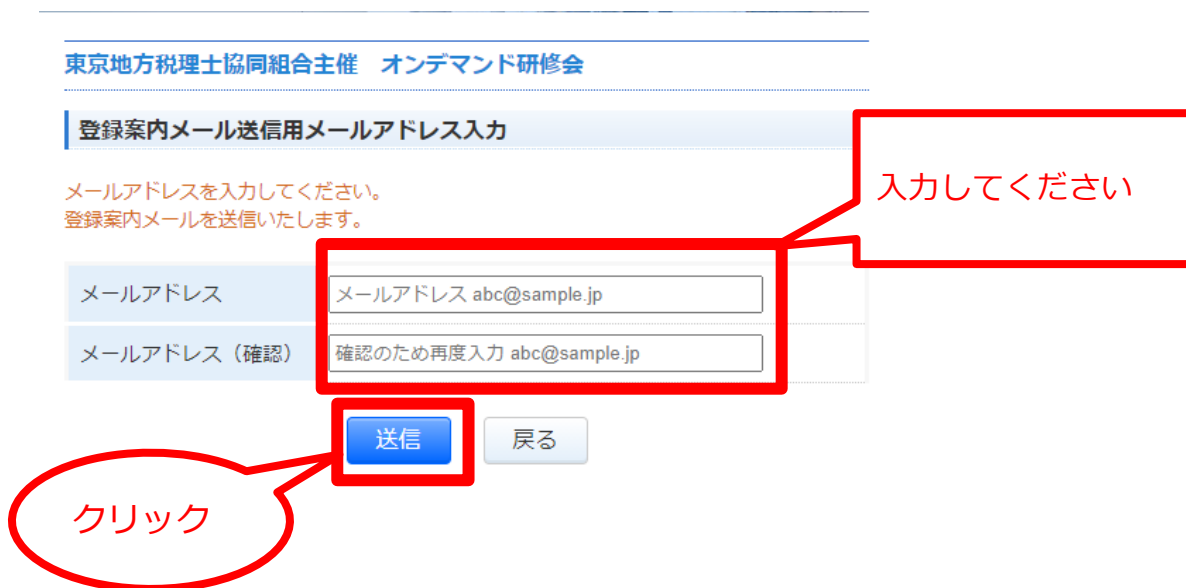 東京地方税理士協同組合主催　オンデマンド研修会
登録案内メール送信用メールアドレス入力
メールアドレスを入力してください。
登録案内メールを送信いたします。
入力してください
メールアドレス
メールアドレス abc@sample.jp
メールアドレス（確認）
確認のため再度入力 abc@sample.jp
送信
戻る
クリック